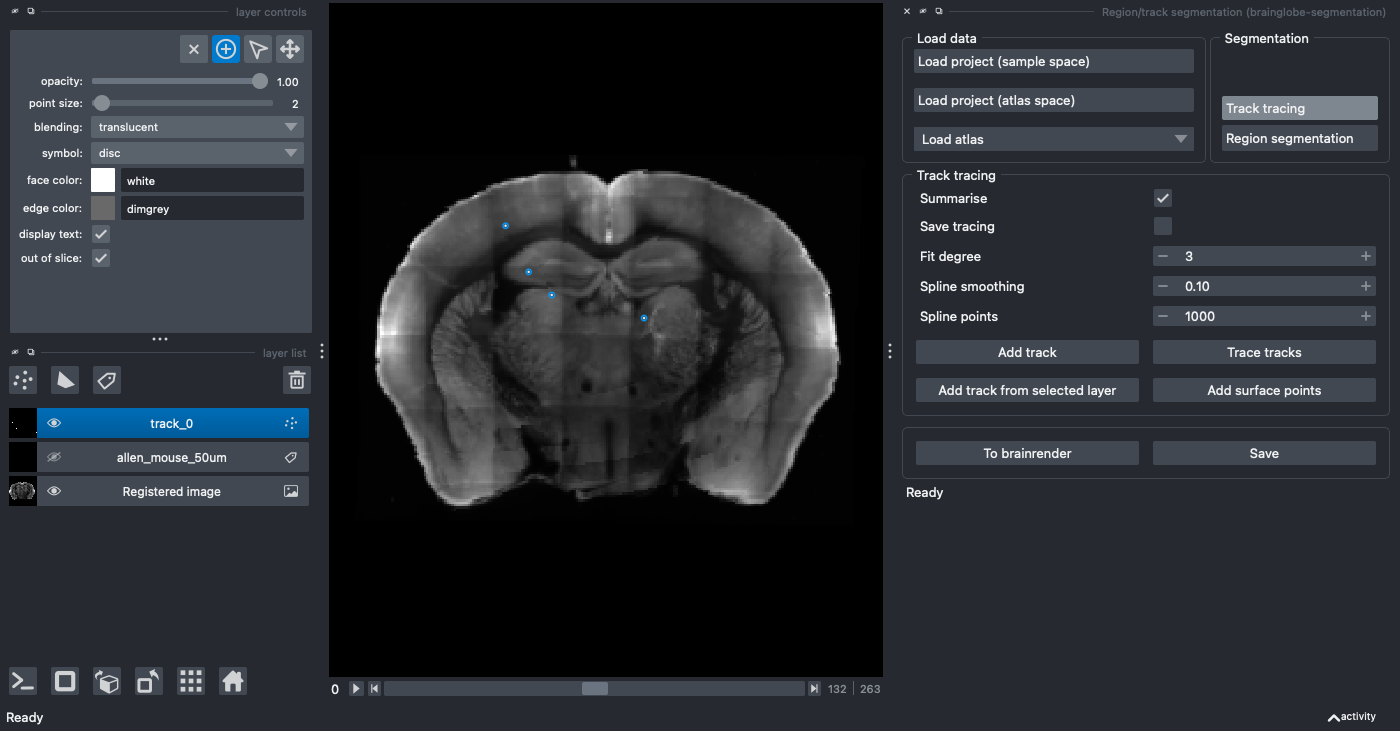 layer controls
opacity: 1.00
point size: 2
blending: translucent
symbol: disc
face color: white
edge color: dimgrey
display text:
out of slice:
layer list
track_0
allen_mouse_50um
Registered image
Ready
0 132 263
Region/track segmentation (brainglobe-segmentation)
Load data
Load project (sample space)
Load project (atlas space)
Load atlas
Segmentation
Track tracing
Region segmentation
Track tracing
Summarise
Save tracing
Fit degree 3
Spline smoothing 0.10
Spline points 1000
Add track Trace tracks
Add track from selected layer Add surface points
To brainrender Save
Ready
activity